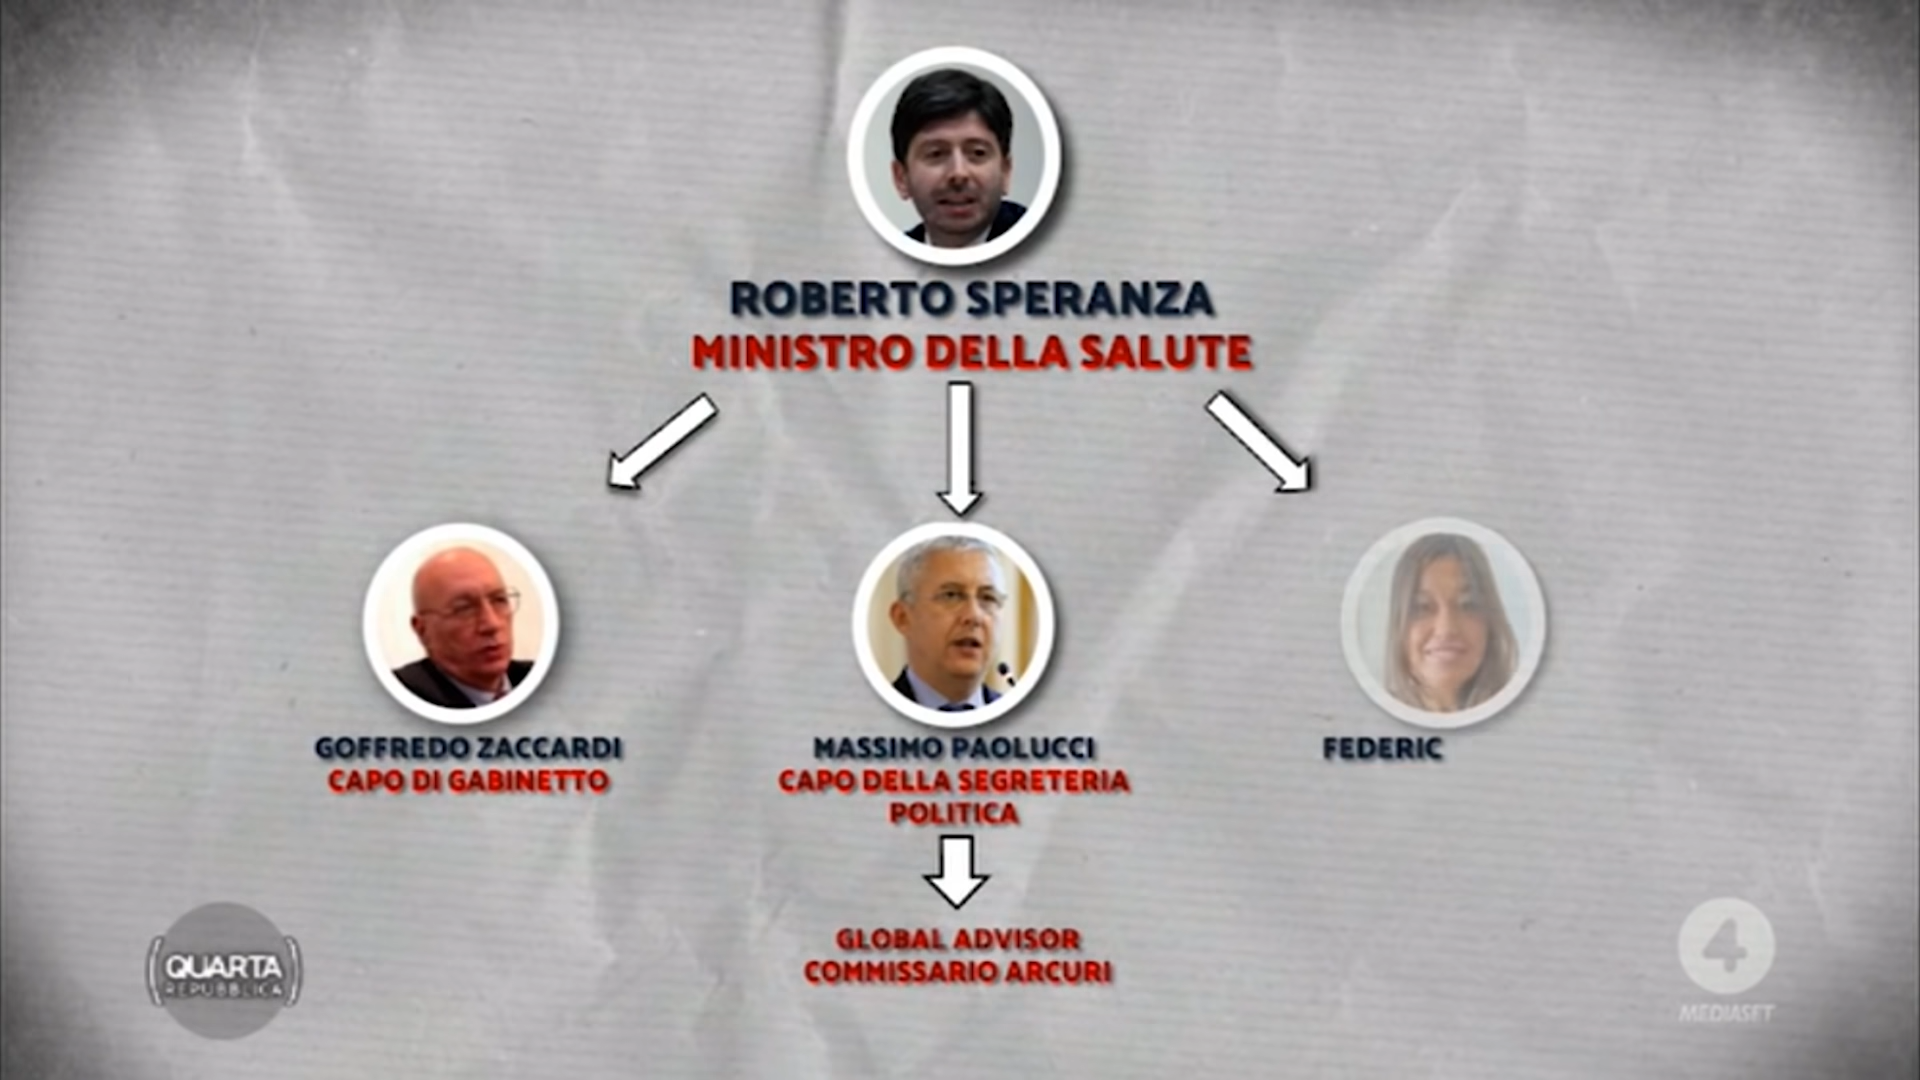 ROBERTO SPERANZA
MINISTRO DELLA SALUTE
GOFFREDO ZACCARDI
CAPO DI GABINETTO
MASSIMO PAOLUCCI
CAPO DELLA SEGRETERIA
POLITICA
FEDERIC
GLOBAL ADVISOR
COMMISSARIO ARCURI
(QUARTA
REPUBBLICA)
4
MEDIASET